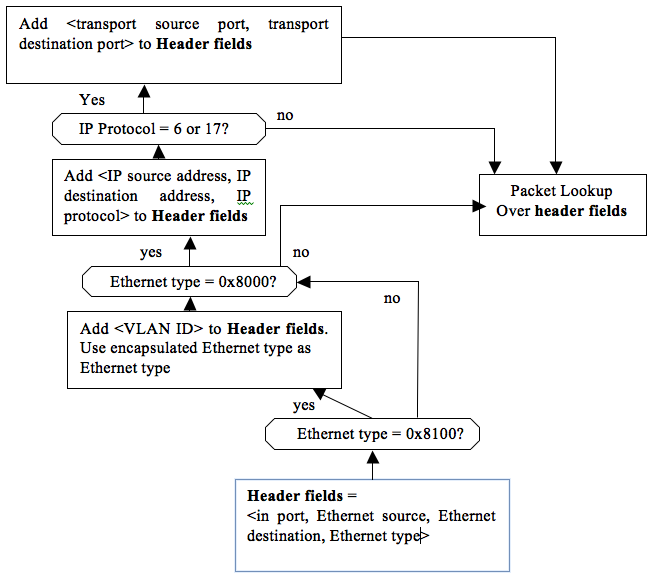 Add <transport source port, transport
destination port> to Header fields
Yes
no
IP Protocol = 6 or 17?
Add <IP source address, IP
destination address, IP
protocol> to Header fields
Packet Lookup
Over header fields
yes
no
Ethernet type = 0x8000?
no
Add <VLAN ID> to Header fields.
Use encapsulated Ethernet type as
Ethernet type
yes
Ethernet type = 0x8100?
Header fields =
<in port, Ethernet source, Ethernet
destination, Ethernet type>